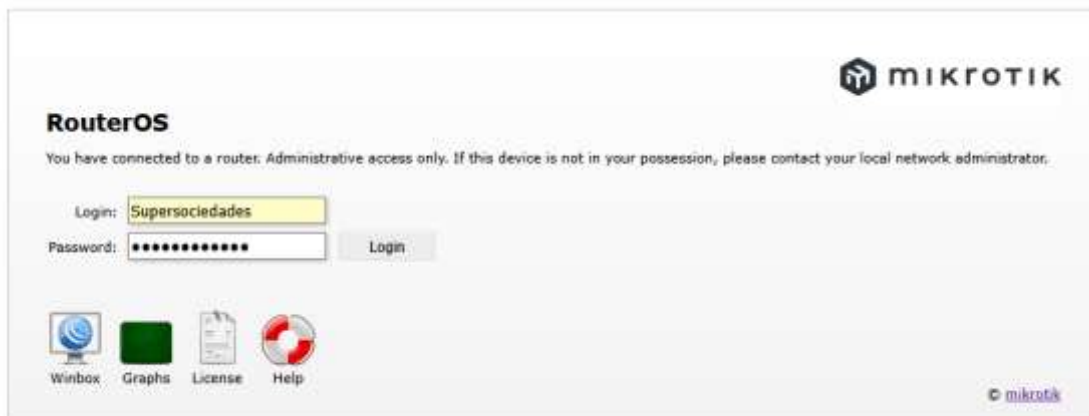 mikrotik
RouterOS
You have connected to a router. Administrative access only. If this device is not in your possession, please contact your local network administrator.
Login: Supersociedades
Password: •••••••••••• Login
Winbox Graphs License Help
© mikrotik